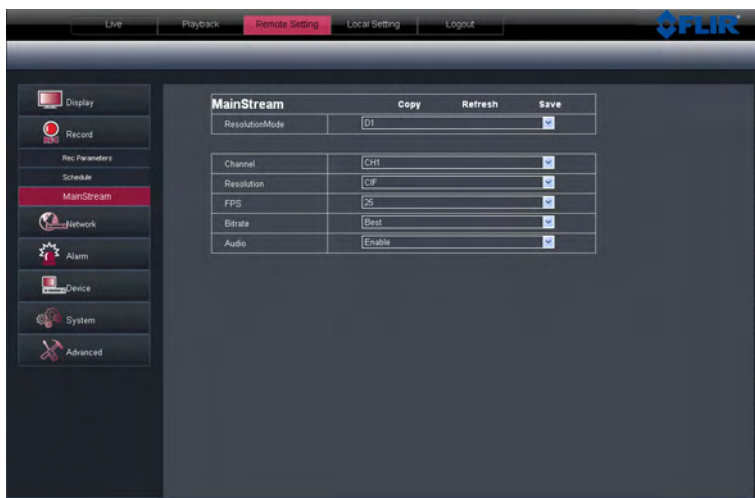 Live Playback Remote Setting Local Setting Logout
FLIR
Display
Record
REC
Rec Parameters
Schedule
MainStream
Network
Alarm
Device
System
Advanced
MainStream Copy Refresh Save
ResolutionMode D1
Channel CH1
Resolution CIF
FPS 25
Bitrate Best
Audio Enable